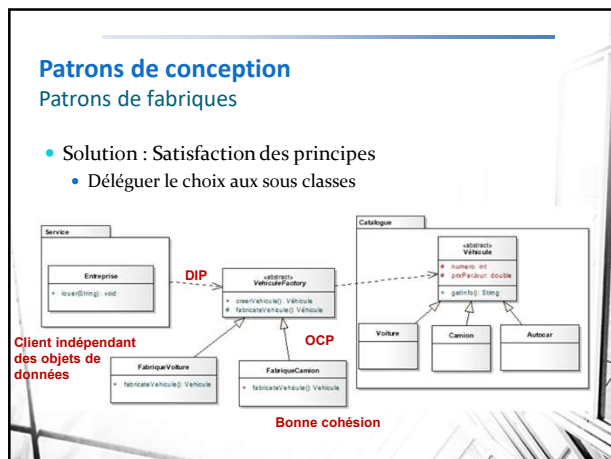 Patrons de conception
Patrons de fabriques
Solution : Satisfaction des principes
Déléguer le choix aux sous classes
Service
Entreprise
+ louer(String) : void
DIP
«abstract»
VehiculeFactory
+ creerVehicule(): Véhicule
# fabricateVehicule(): Véhicule
Catalogue
«abstract»
Véhicule
# numero: int
# prixParJour: double
+ getInfo(): String
Voiture
Camion
Autocar
Client indépendant
des objets de
données
OCP
FabriqueVoiture
+ fabricateVehicule(): Vehicule
FabriqueCamion
+ fabricateVehicule(): Vehicule
Bonne cohésion